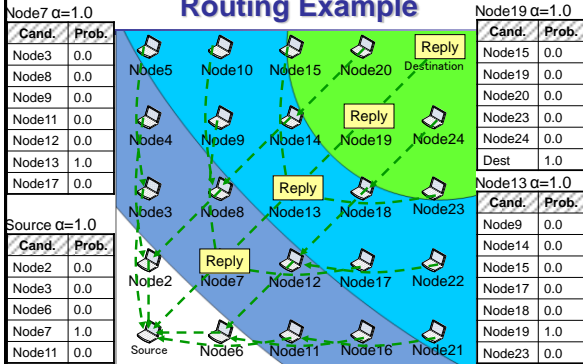 Routing Example
Node7 α=1.0
Cand. Prob.
Node3 0.0
Node8 0.0
Node9 0.0
Node11 0.0
Node12 0.0
Node13 1.0
Node17 0.0
Source α=1.0
Cand. Prob.
Node2 0.0
Node3 0.0
Node6 0.0
Node7 1.0
Node11 0.0
Reply
Node5 Node10 Node15 Node20 Destination
Reply
Node4 Node9 Node14 Node19 Node24
Reply
Node3 Node8 Node13 Node18 Node23
Reply
Node2 Node7 Node12 Node17 Node22
Source Node6 Node11 Node16 Node21
Node19 α=1.0
Cand. Prob.
Node15 0.0
Node19 0.0
Node20 0.0
Node23 0.0
Node24 0.0
Dest 1.0
Node13 α=1.0
Cand. Prob.
Node9 0.0
Node14 0.0
Node15 0.0
Node17 0.0
Node18 0.0
Node19 1.0
Node23 0.0